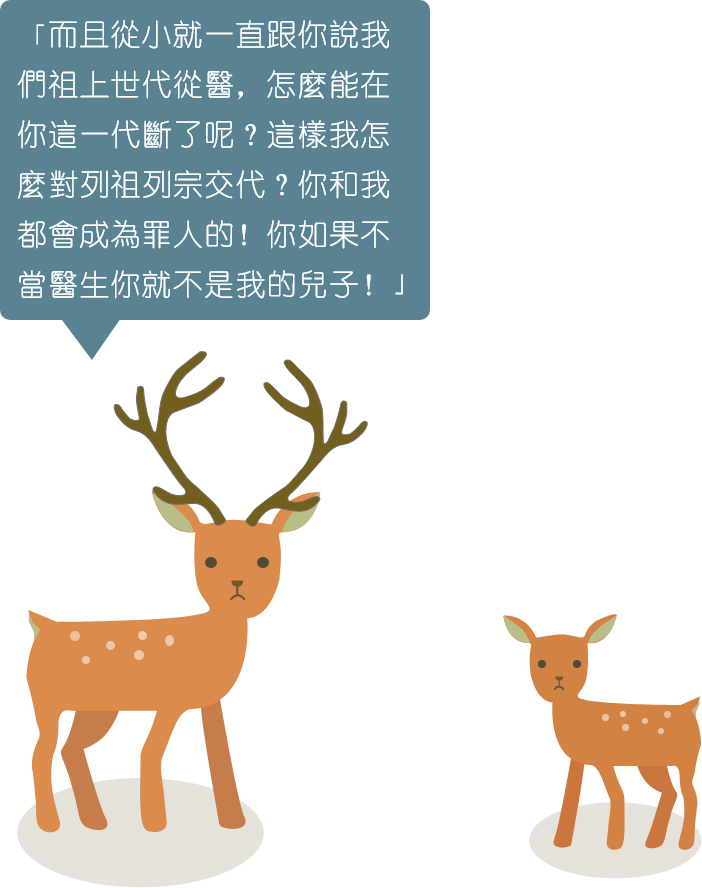 「而且從小就一直跟你說我
們祖上世代從醫，怎麼能在
你這一代斷了呢？這樣我怎
麼對列祖列宗交代？你和我
都會成為罪人的！你如果不
當醫生你就不是我的兒子！」